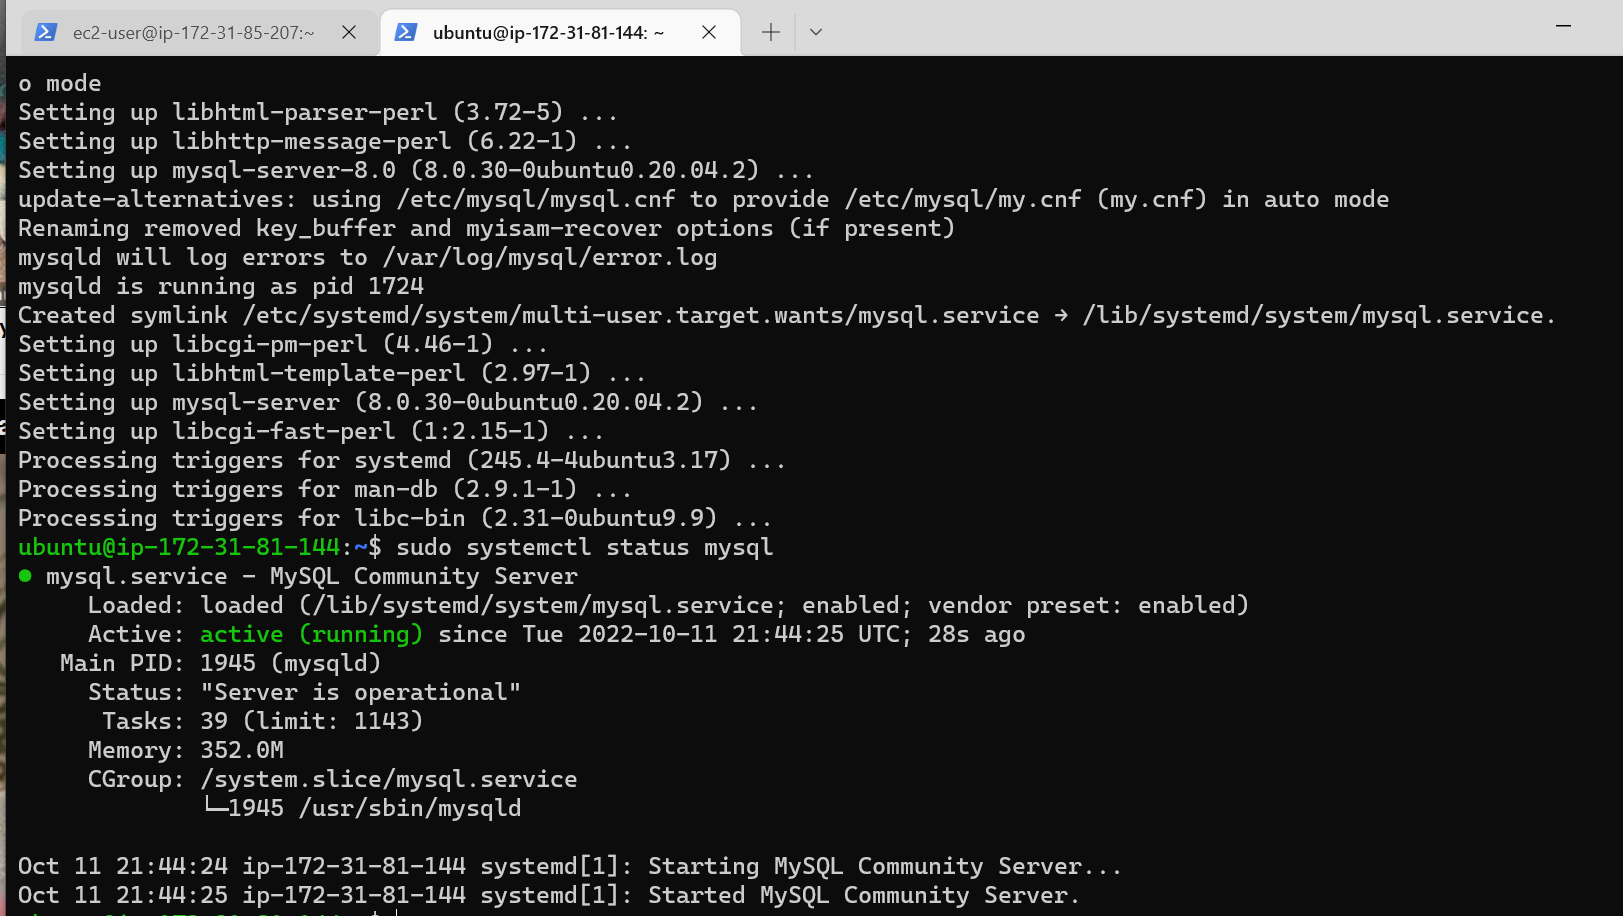 ec2-user@ip-172-31-85-207:~
ubuntu@ip-172-31-81-144: ~
o mode
Setting up libhtml-parser-perl (3.72-5) ...
Setting up libhttp-message-perl (6.22-1) ...
Setting up mysql-server-8.0 (8.0.30-0ubuntu0.20.04.2) ...
update-alternatives: using /etc/mysql/mysql.cnf to provide /etc/mysql/my.cnf (my.cnf) in auto mode
Renaming removed key_buffer and myisam-recover options (if present)
mysqld will log errors to /var/log/mysql/error.log
mysqld is running as pid 1724
Created symlink /etc/systemd/system/multi-user.target.wants/mysql.service → /lib/systemd/system/mysql.service.
Setting up libcgi-pm-perl (4.46-1) ...
Setting up libhtml-template-perl (2.97-1) ...
Setting up mysql-server (8.0.30-0ubuntu0.20.04.2) ...
Setting up libcgi-fast-perl (1:2.15-1) ...
Processing triggers for systemd (245.4-4ubuntu3.17) ...
Processing triggers for man-db (2.9.1-1) ...
Processing triggers for libc-bin (2.31-0ubuntu9.9) ...
ubuntu@ip-172-31-81-144:~$ sudo systemctl status mysql
● mysql.service - MySQL Community Server
Loaded: loaded (/lib/systemd/system/mysql.service; enabled; vendor preset: enabled)
Active: active (running) since Tue 2022-10-11 21:44:25 UTC; 28s ago
Main PID: 1945 (mysqld)
Status: "Server is operational"
Tasks: 39 (limit: 1143)
Memory: 352.0M
CGroup: /system.slice/mysql.service
└─1945 /usr/sbin/mysqld
Oct 11 21:44:24 ip-172-31-81-144 systemd[1]: Starting MySQL Community Server...
Oct 11 21:44:25 ip-172-31-81-144 systemd[1]: Started MySQL Community Server.